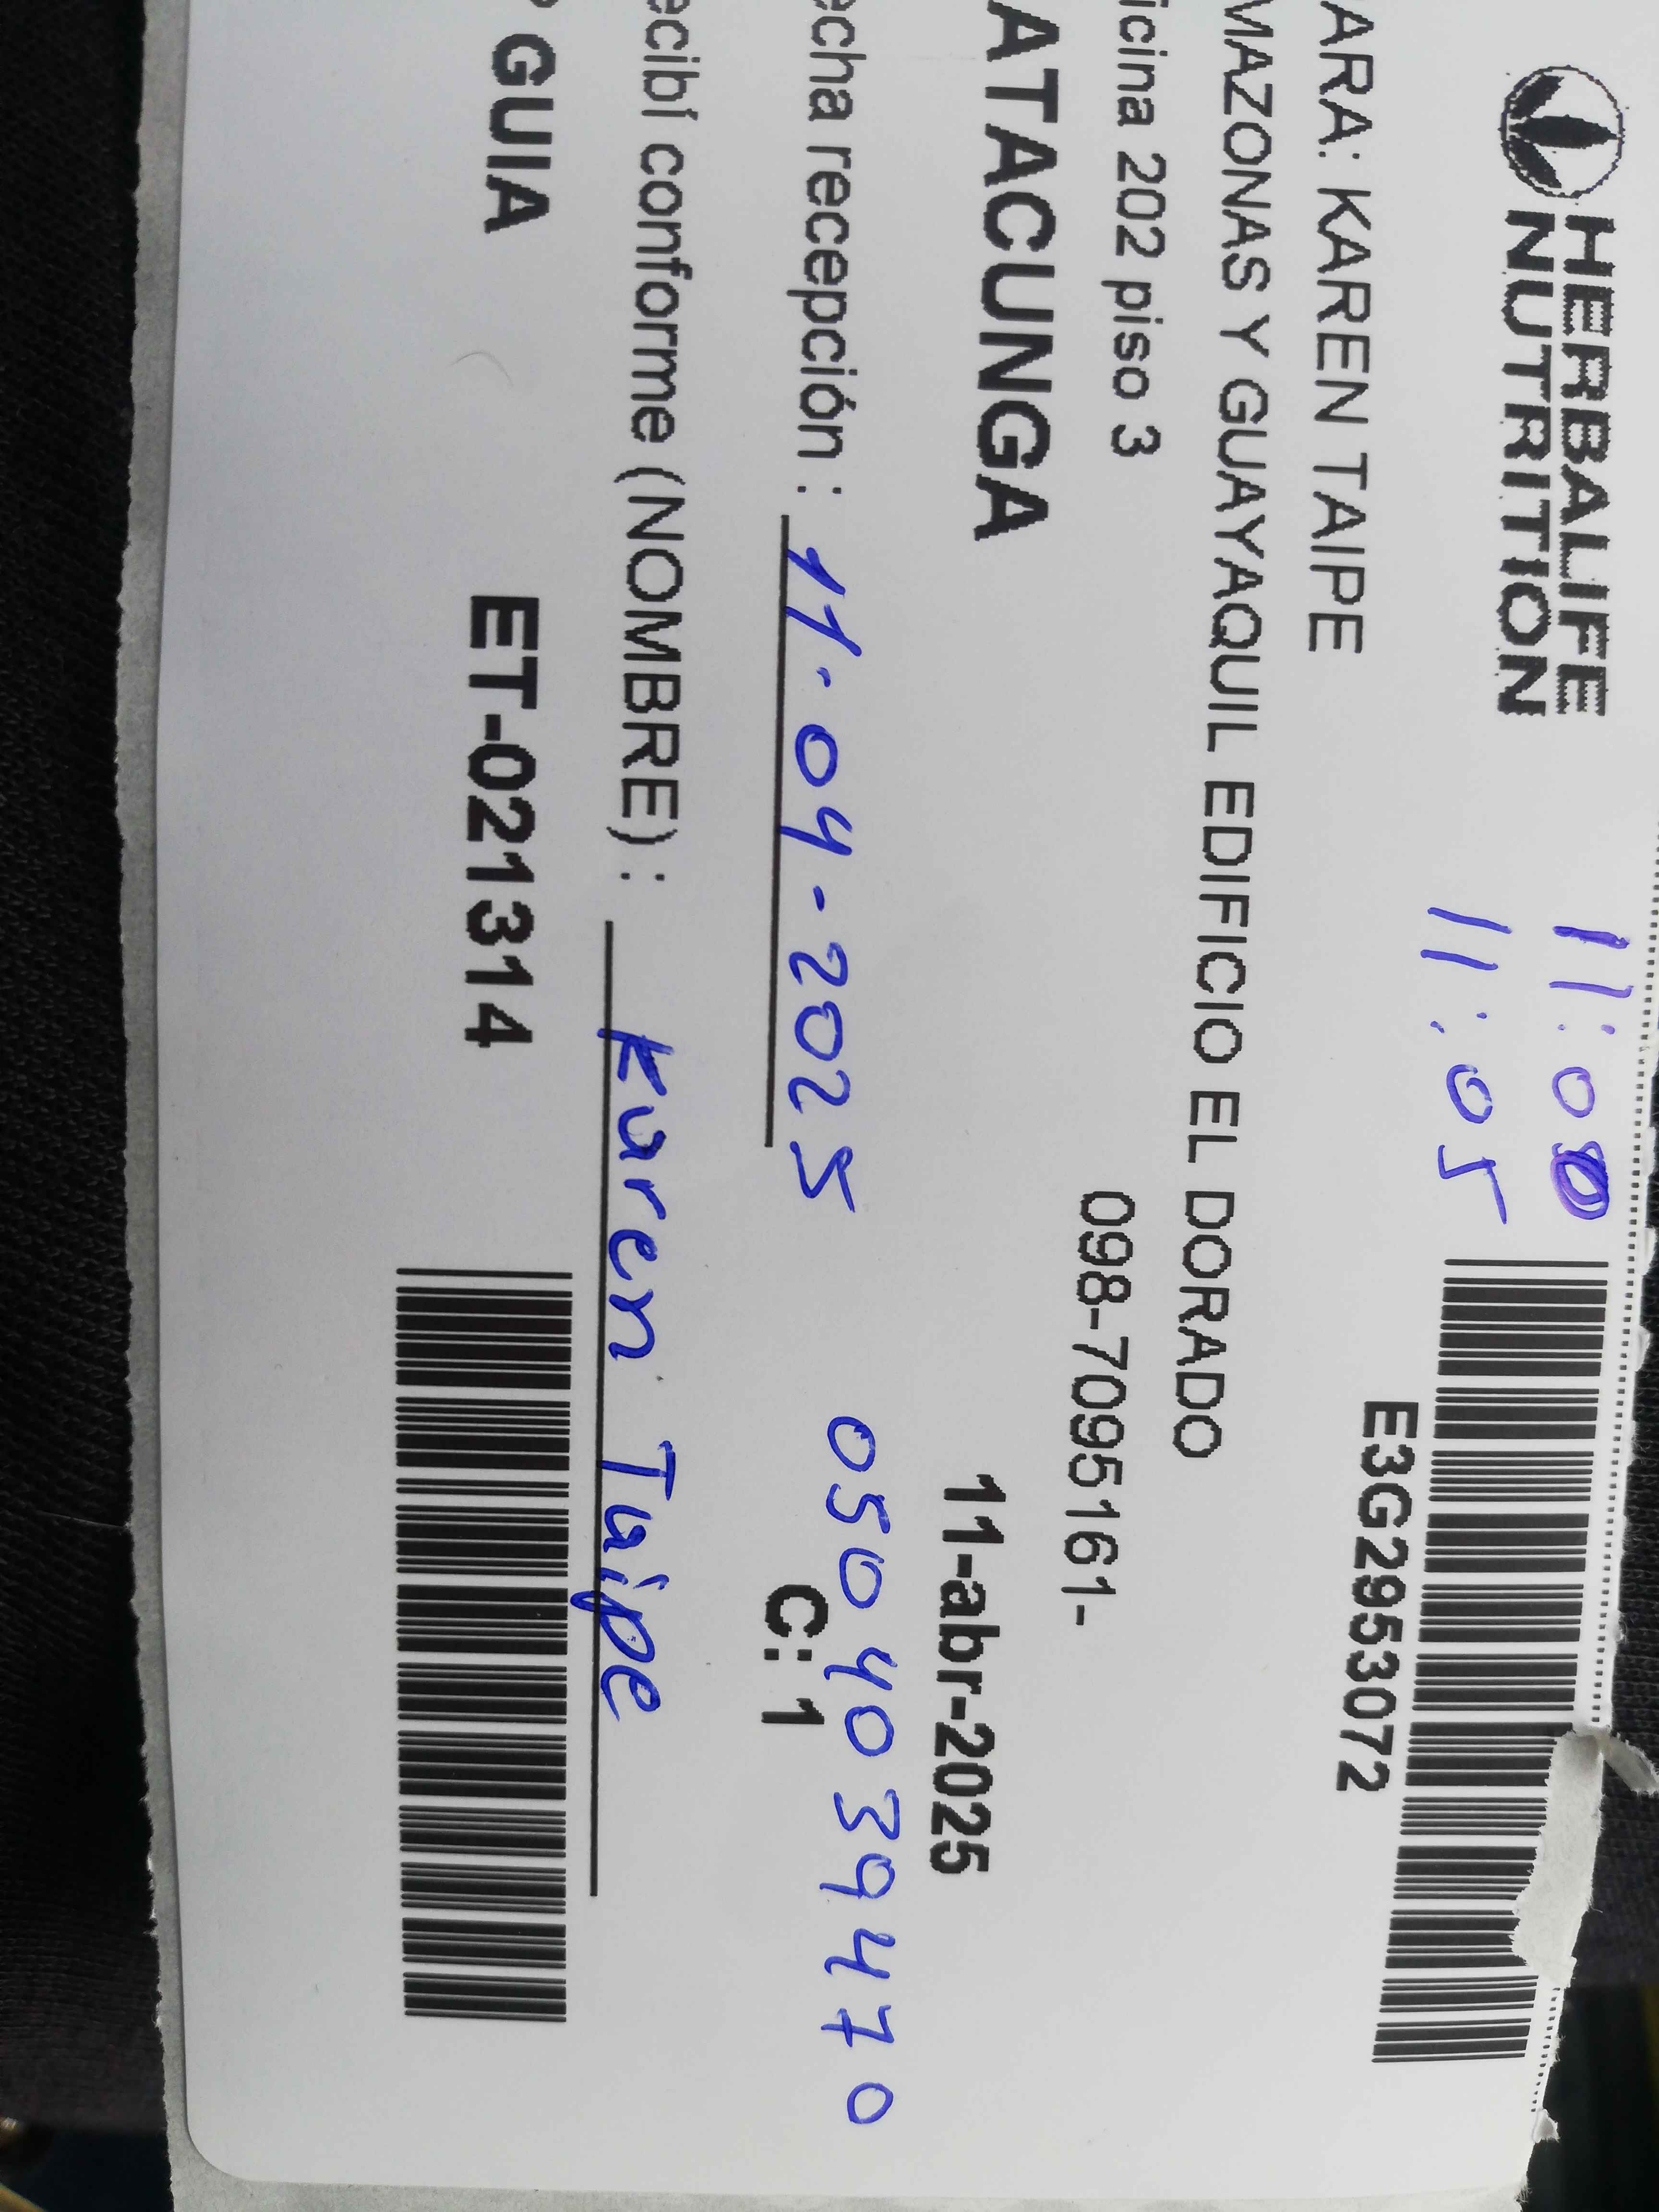 HERBALIFE
NUTRITION
11:00
11:05
E3G2953072
ARA: KAREN TAIPE
MAZONAS Y GUAYAQUIL EDIFICIO EL DORADO
icina 202 piso 3
098-7095161-
ATACUNGA
11-abr-2025
echa recepción : 11-04-2025
0504039470
C: 1
ecibí conforme (NOMBRE) : Karen Taipe
GUIA
ET-021314